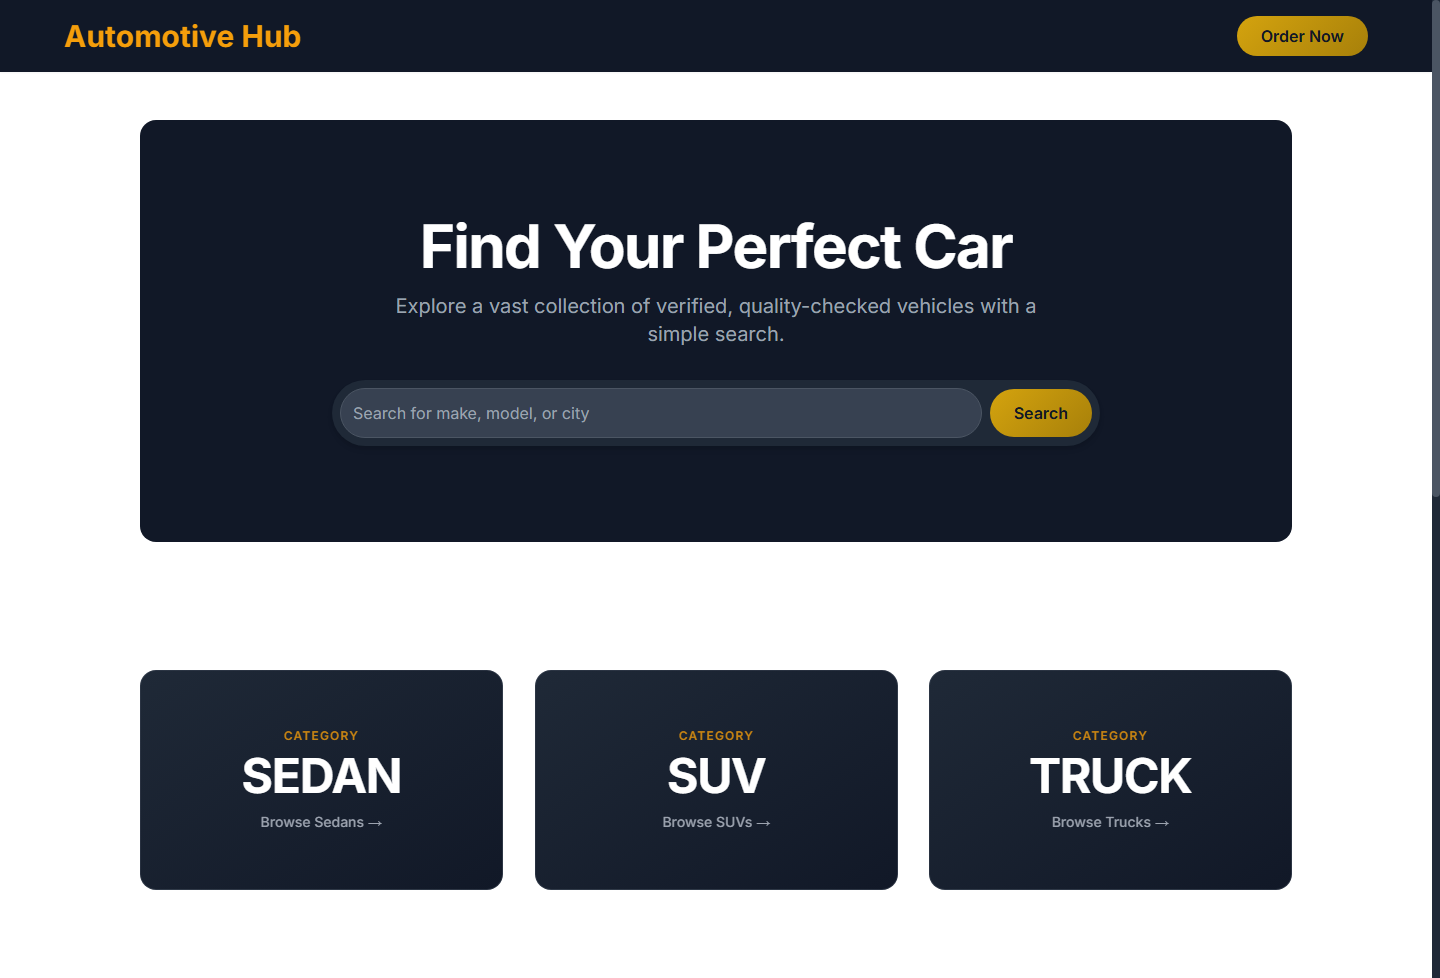 Automotive Hub
Order Now
Find Your Perfect Car
Explore a vast collection of verified, quality-checked vehicles with a
simple search.
Search for make, model, or city
Search
CATEGORY
SEDAN
Browse Sedans →
CATEGORY
SUV
Browse SUVs →
CATEGORY
TRUCK
Browse Trucks →